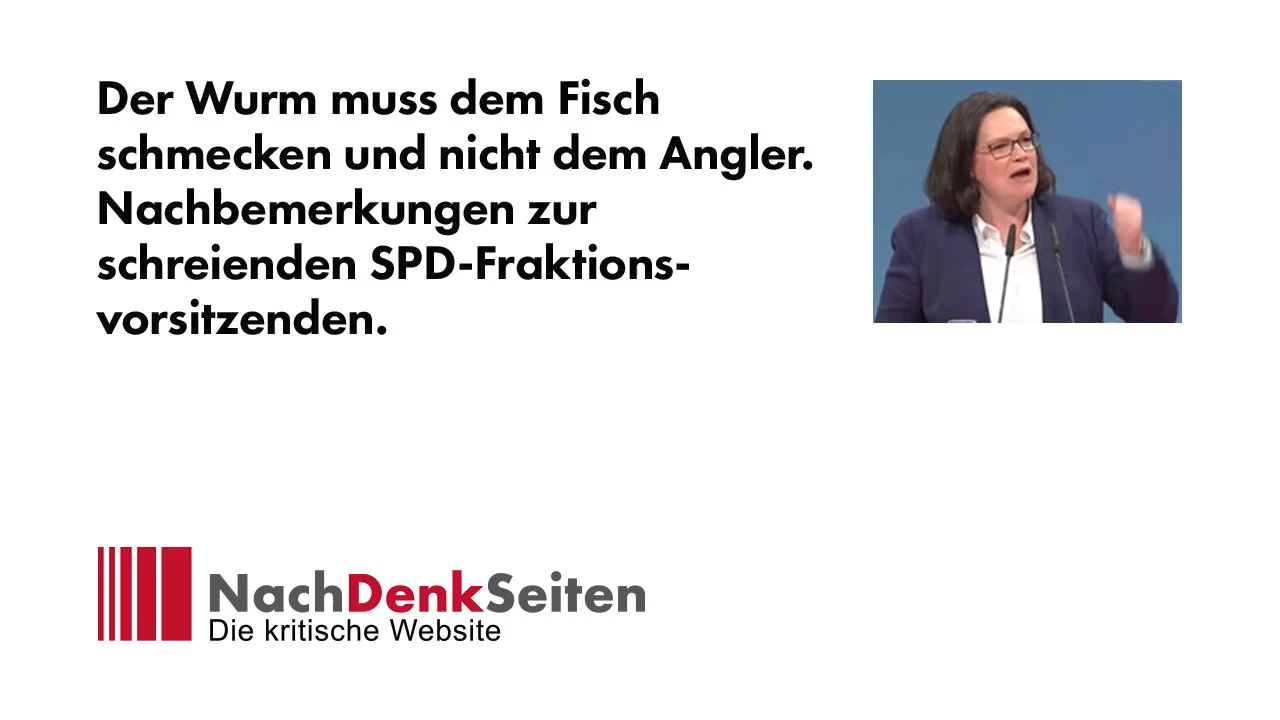 Der Wurm muss dem Fisch
schmecken und nicht dem Angler.
Nachbemerkungen zur
schreienden SPD-Fraktions-
vorsitzenden.
NachDenkSeiten
Die kritische Website